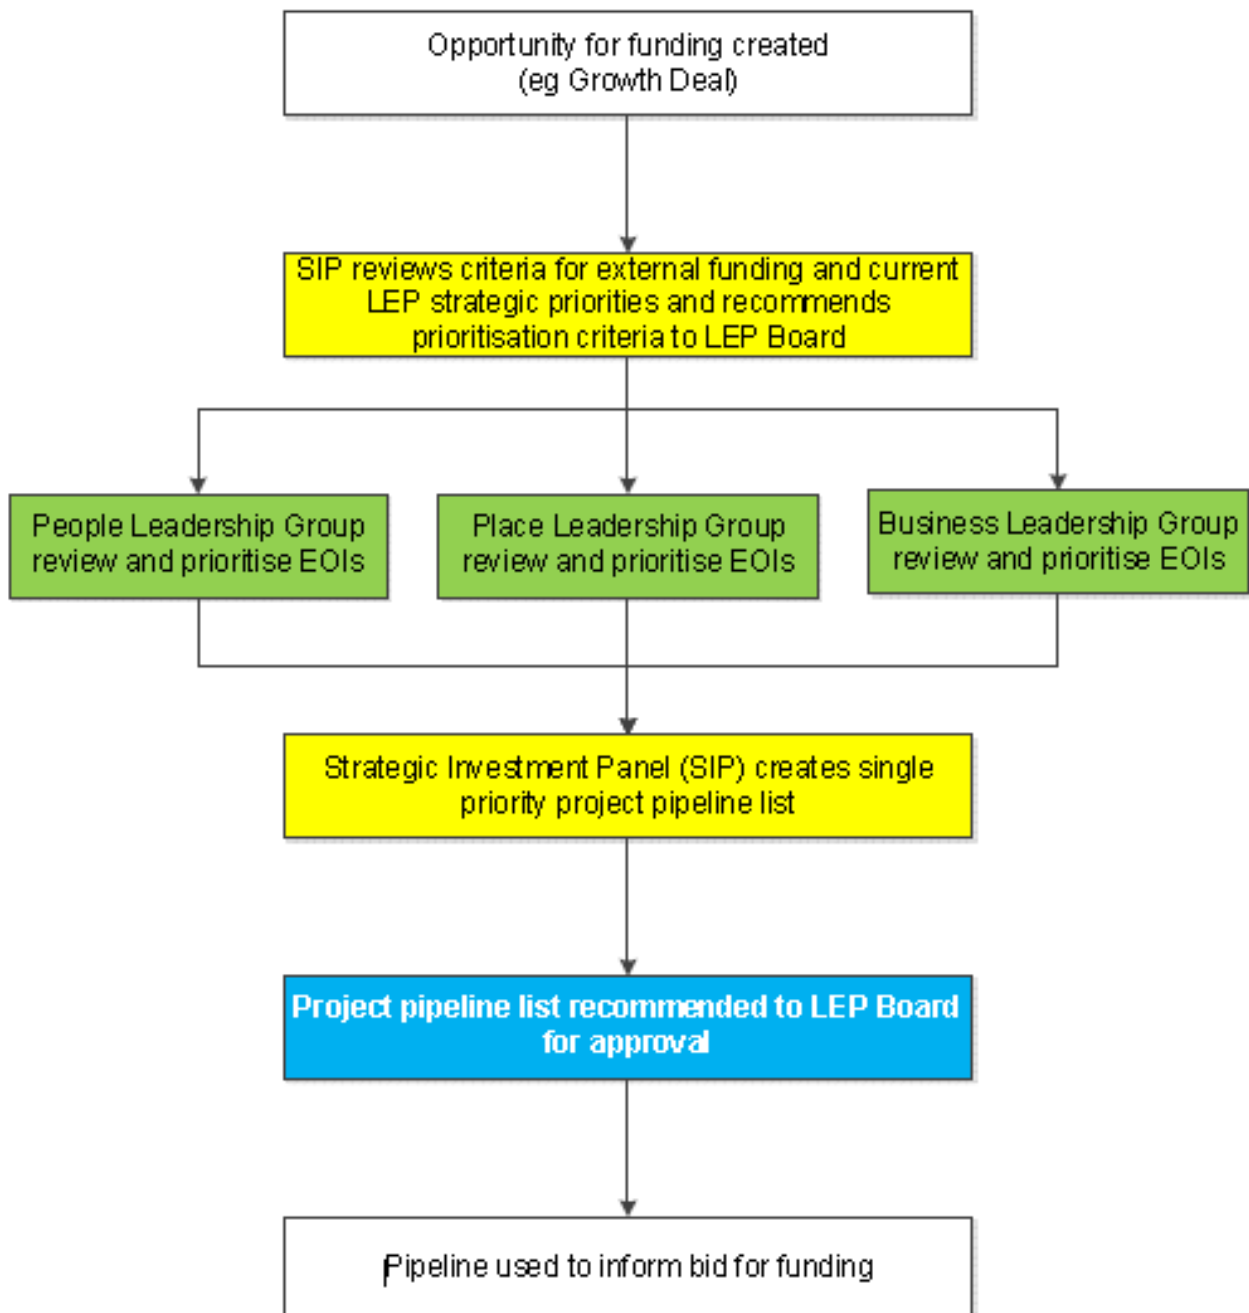 Opportunity for funding created
(eg Growth Deal)
SIP reviews criteria for external funding and current
LEP strategic priorities and recommends
prioritisation criteria to LEP Board
People Leadership Group
review and prioritise EOIs
Place Leadership Group
review and prioritise EOIs
Business Leadership Group
review and prioritise EOIs
Strategic Investment Panel (SIP) creates single
priority project pipeline list
Project pipeline list recommended to LEP Board
for approval
Pipeline used to inform bid for funding